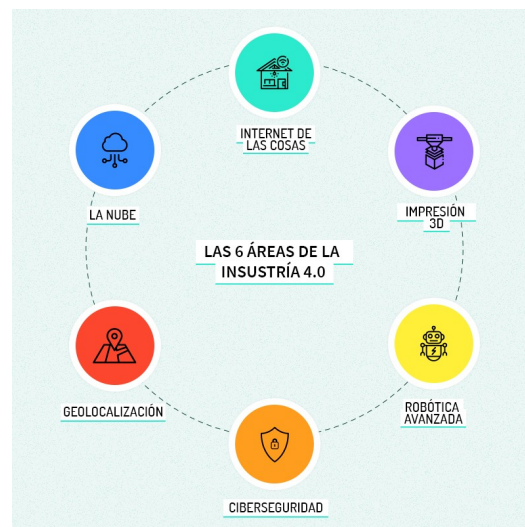 INTERNET DE
LAS COSAS
LA NUBE
IMPRESIÓN
3D
LAS 6 ÁREAS DE LA
INSUSTRÍA 4.0
GEOLOCALIZACIÓN
ROBÓTICA
AVANZADA
CIBERSEGURIDAD